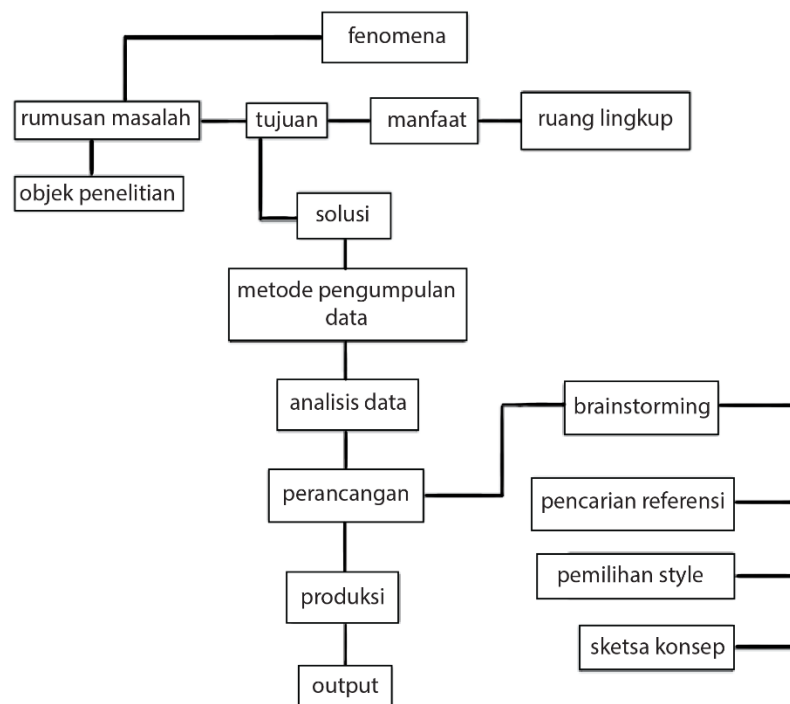 fenomena
rumusan masalah
tujuan
manfaat
ruang lingkup
objek penelitian
solusi
metode pengumpulan
data
analisis data
brainstorming
perancangan
pencarian referensi
pemilihan style
produksi
sketsa konsep
output